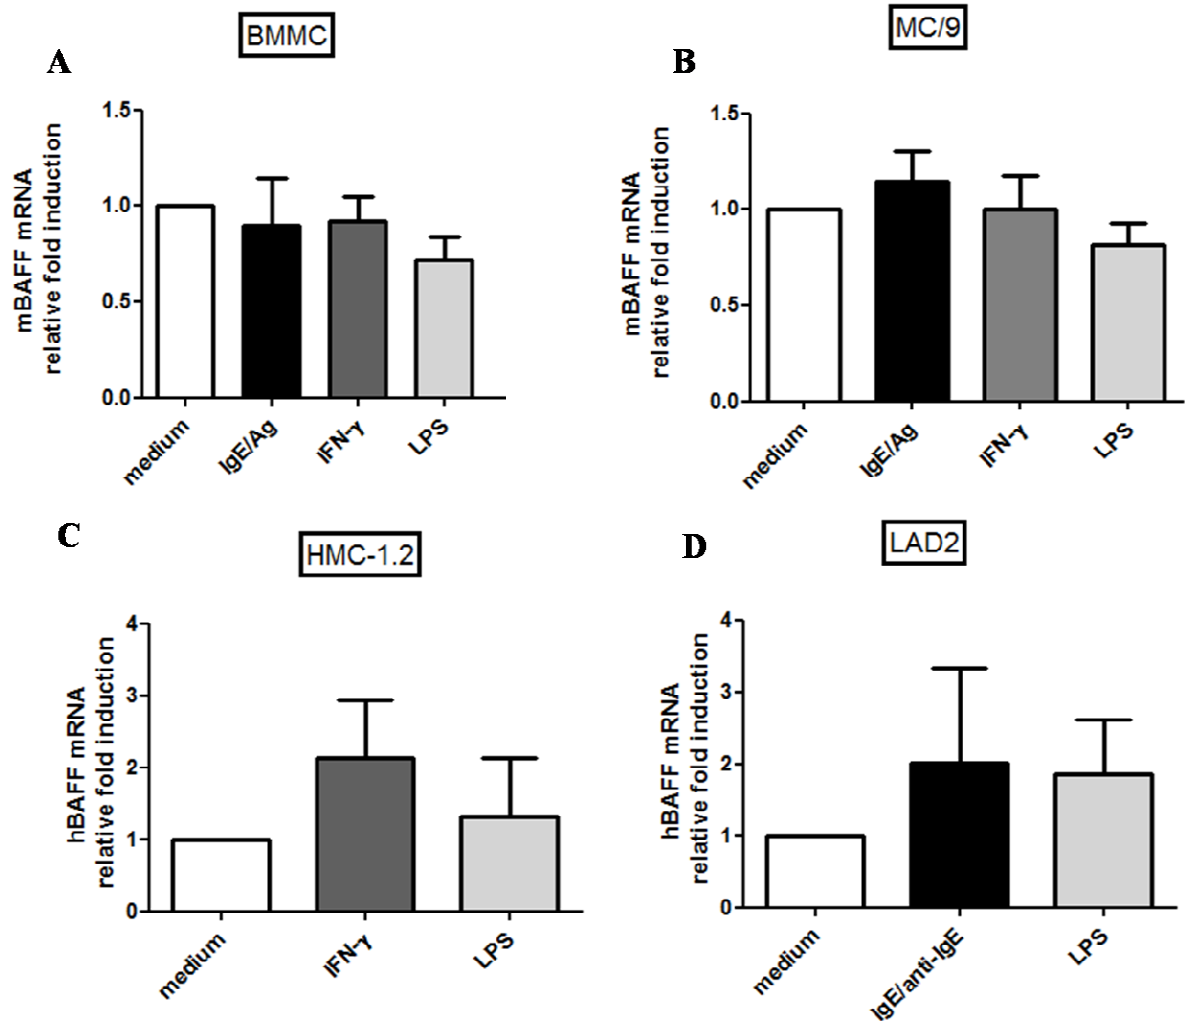 A
BMMC
mBAFF mRNA
relative fold induction
1.5
1.0
0.5
0.0
medium
IgE/Ag
IFN-γ
LPS
B
MC/9
mBAFF mRNA
relative fold induction
1.5
1.0
0.5
0.0
medium
IgE/Ag
IFN-γ
LPS
C
HMC-1.2
hBAFF mRNA
relative fold induction
4
3
2
1
0
medium
IFN-γ
LPS
D
LAD2
hBAFF mRNA
relative fold induction
4
3
2
1
0
medium
IgE/anti-IgE
LPS